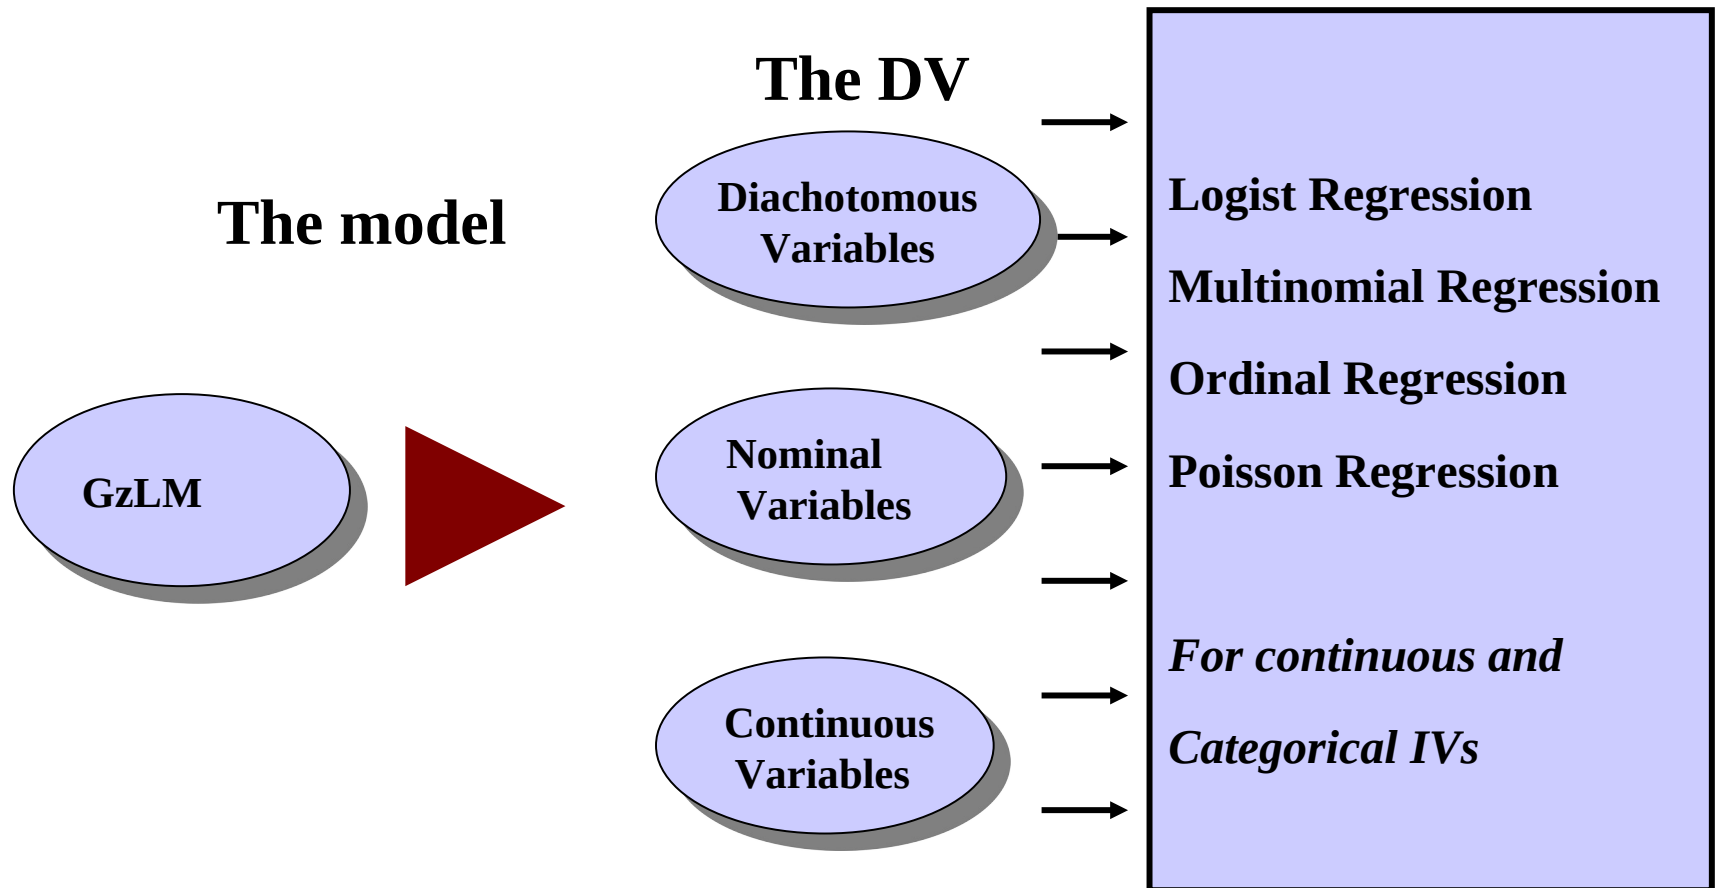 The model
GzLM
The DV
Diachotomous
Variables
Nominal
Variables
Continuous
Variables
Logist Regression
Multinomial Regression
Ordinal Regression
Poisson Regression
For continuous and
Categorical IVs